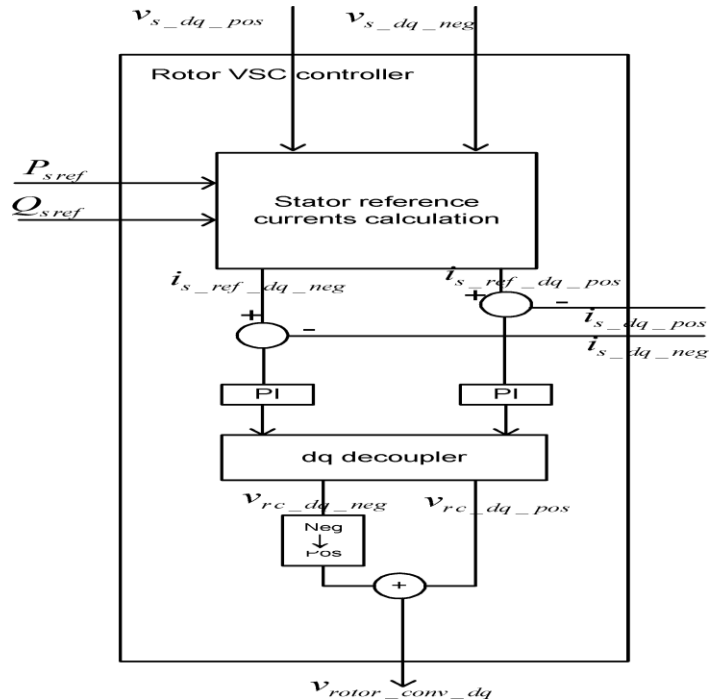 v_s_dq_pos
v_s_dq_neg
Rotor VSC controller
P_sref
Q_sref
Stator reference
currents calculation
i_s_ref_dq_neg
i_s_ref_dq_pos
+
-
i_s_dq_pos
+
-
i_s_dq_neg
PI
PI
dq decoupler
v_rc_dq_neg
v_rc_dq_pos
Neg
↓
Pos
+
v_rotor_conv_dq